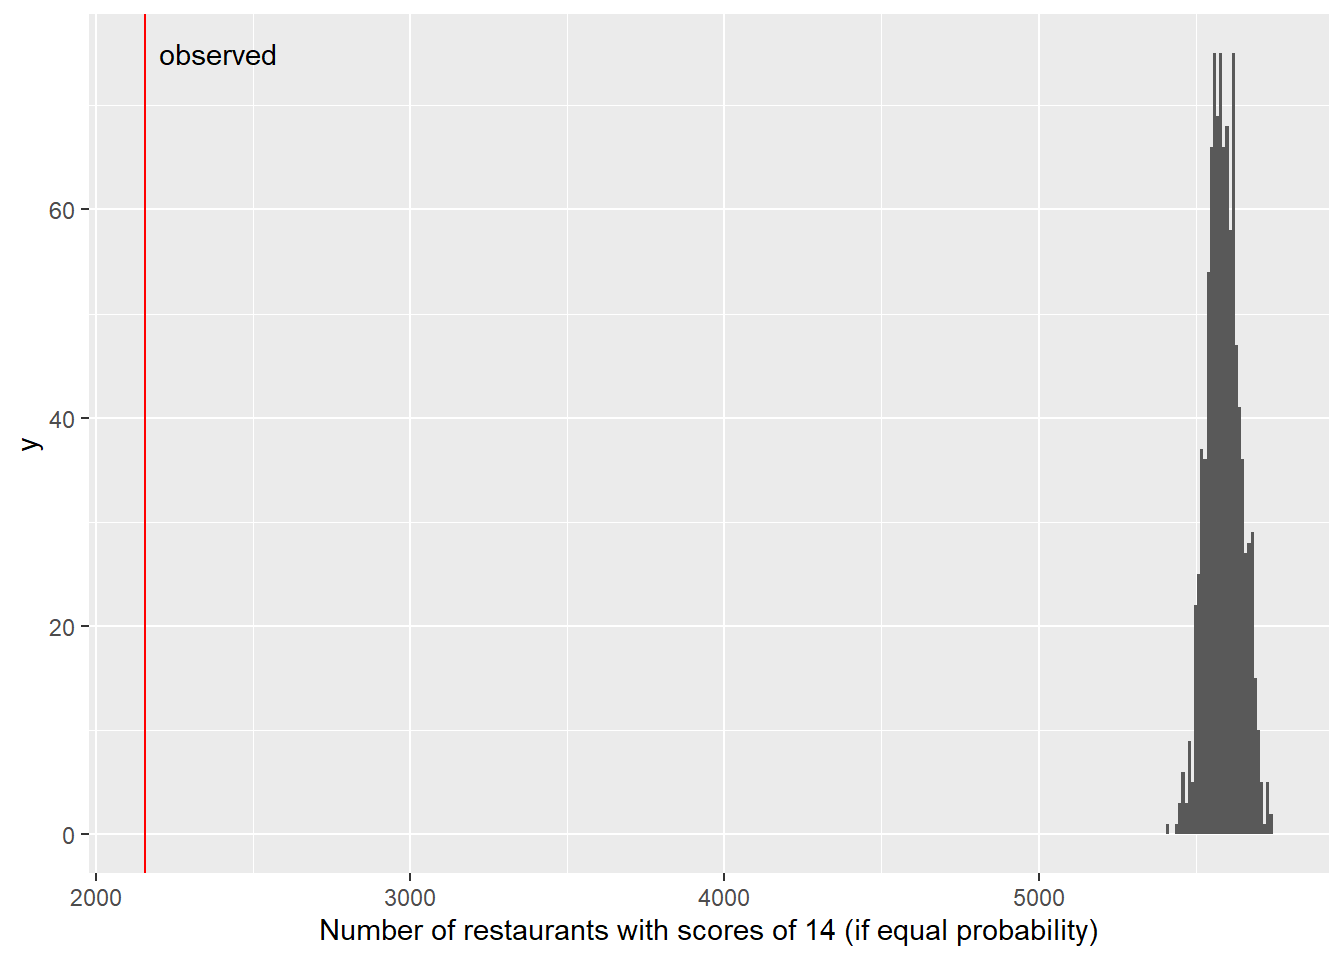 observed
60
40
20
0
y
2000 3000 4000 5000
Number of restaurants with scores of 14 (if equal probability)